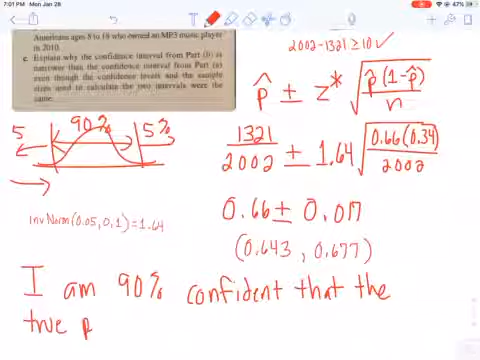 7:01 PM Mon Jan 28
47%
Americans ages 8 to 18 who owned an MP3 music player
in 2010.
c. Explain why the confidence interval from Part (b) is
narrower than the confidence interval from Part (a)
even though the confidence levels and the sample
sizes used to calculate the two intervals were the
same.
2002-1321≥10✓
p̂ ± z* √(p̂(1-p̂)/n)
5 90% 5%
1321/2002 ± 1.64 √(0.66(0.34)/2002)
invNorm(0.05,0,1)=1.64
0.66 ± 0.017
(0.643, 0.677)
I am 90% confident that the
true p